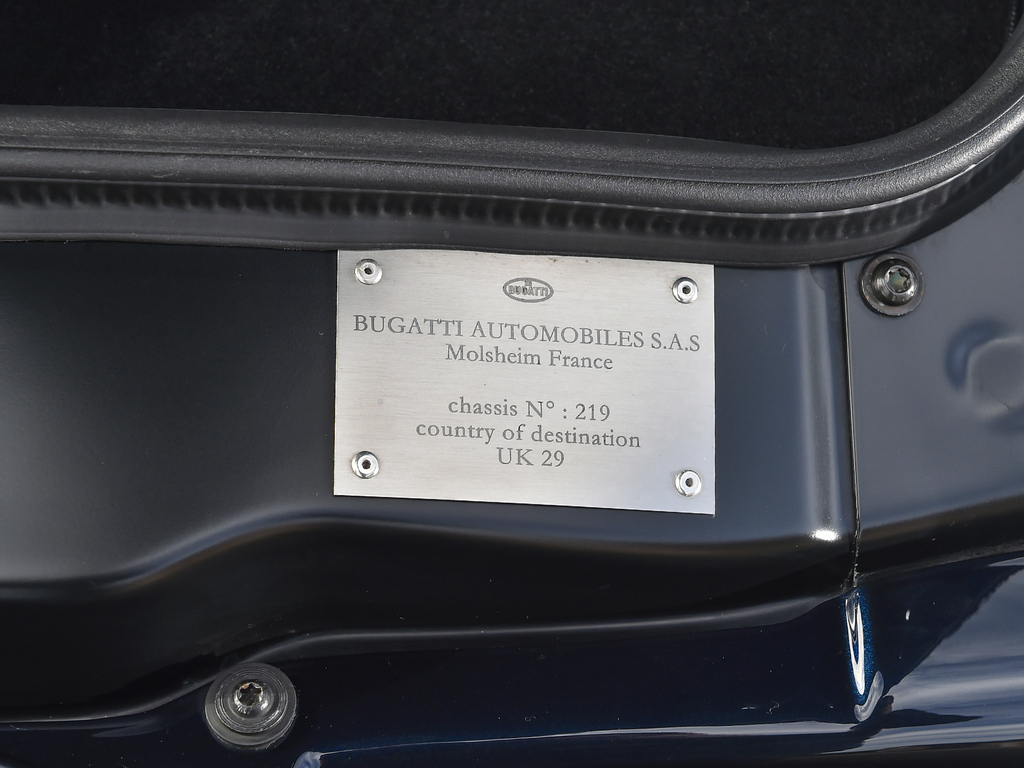 BUGATTI
BUGATTI AUTOMOBILES S.A.S
Molsheim France
chassis N° : 219
country of destination
UK 29